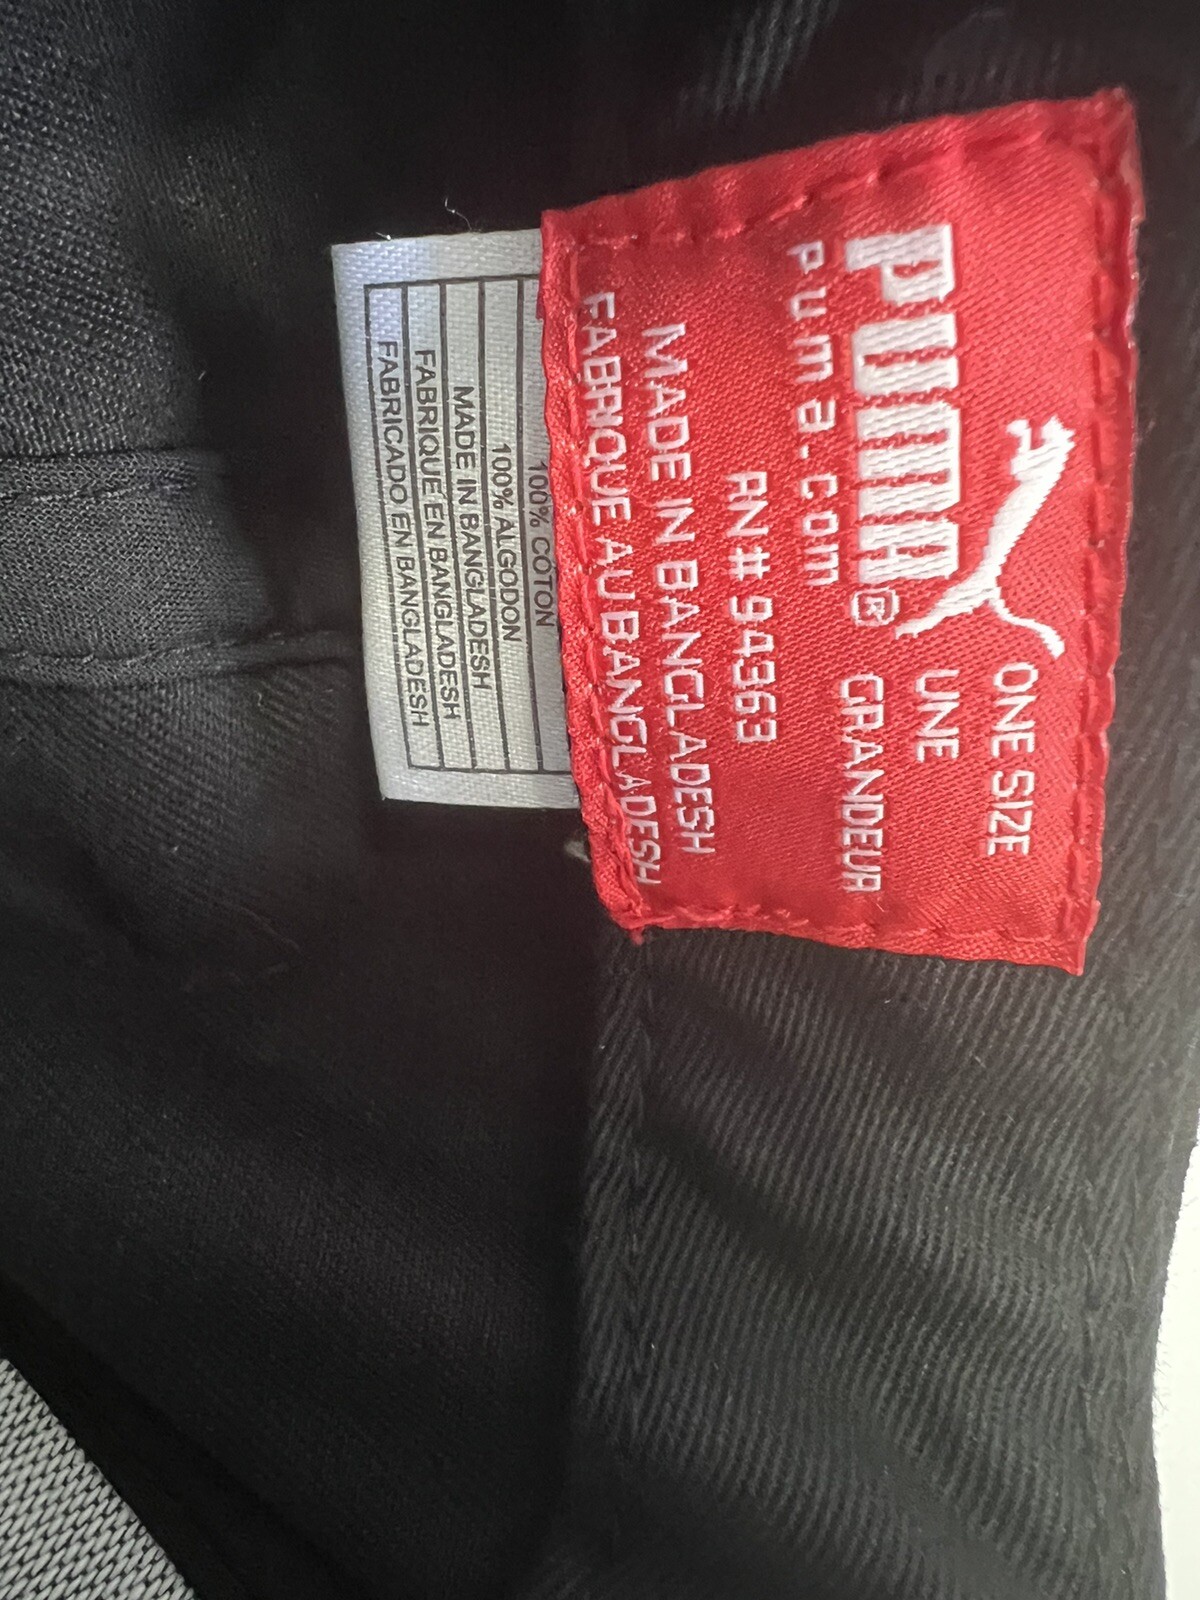 PUMA®
puma.com
RN# 94363
MADE IN BANGLADESH
FABRIQUE AU BANGLADESH
ONE SIZE
UNE
GRANDEUR
100% COTON
100% ALGODON
MADE IN BANGLADESH
FABRIQUE EN BANGLADESH
FABRICADO EN BANGLADESH